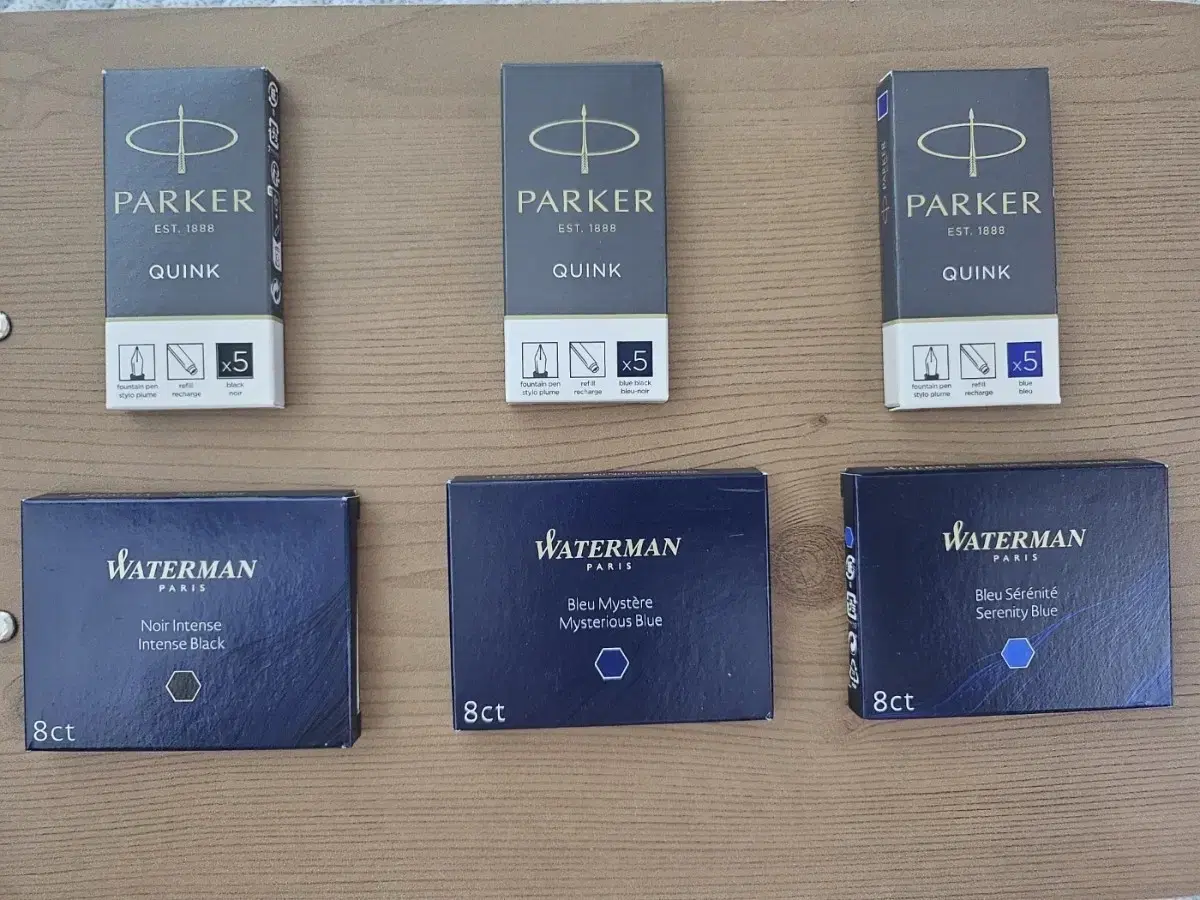 PARKER
EST. 1888
QUINK
fountain pen
stylo plume
refill
recharge
x5
black
noir
PARKER
EST. 1888
QUINK
fountain pen
stylo plume
refill
recharge
x5
blue black
bleu-noir
PARKER
PARKER
EST. 1888
QUINK
fountain pen
stylo plume
refill
recharge
x5
blue
bleu
WATERMAN
PARIS
Noir Intense
Intense Black
8ct
WATERMAN
PARIS
Bleu Mystère
Mysterious Blue
8ct
WATERMAN
PARIS
Bleu Sérénité
Serenity Blue
8ct